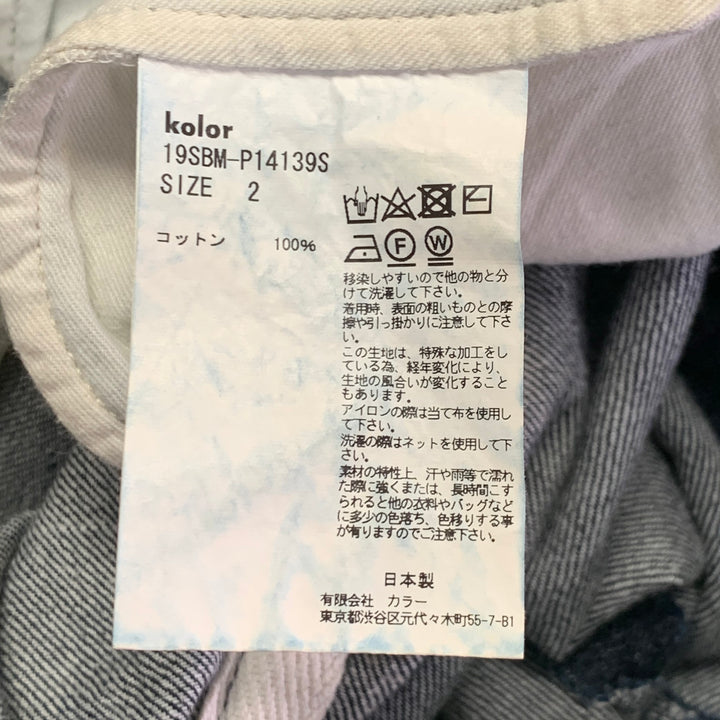 kolor
19SBM-P14139S
SIZE 2
コットン 100%
F W
移染しやすいので他の物と分
けて洗濯して下さい。
着用時、表面の粗いものとの摩
擦や引っ掛かりに注意して下さ
い。
この生地は、特殊な加工をし
ている為、経年変化により、
生地の風合いが変化すること
もあります。
アイロンの際は当て布を使用し
て下さい。
洗濯の際はネットを使用して下
さい。
素材の特性上、汗や雨等で濡れ
た際に強くまたは、長時間こす
られると他の衣料やバッグなど
に多少の色落ち、色移りする事
が有りますのでご注意下さい。
日本製
有限会社 カラー
東京都渋谷区元代々木町55-7-B1